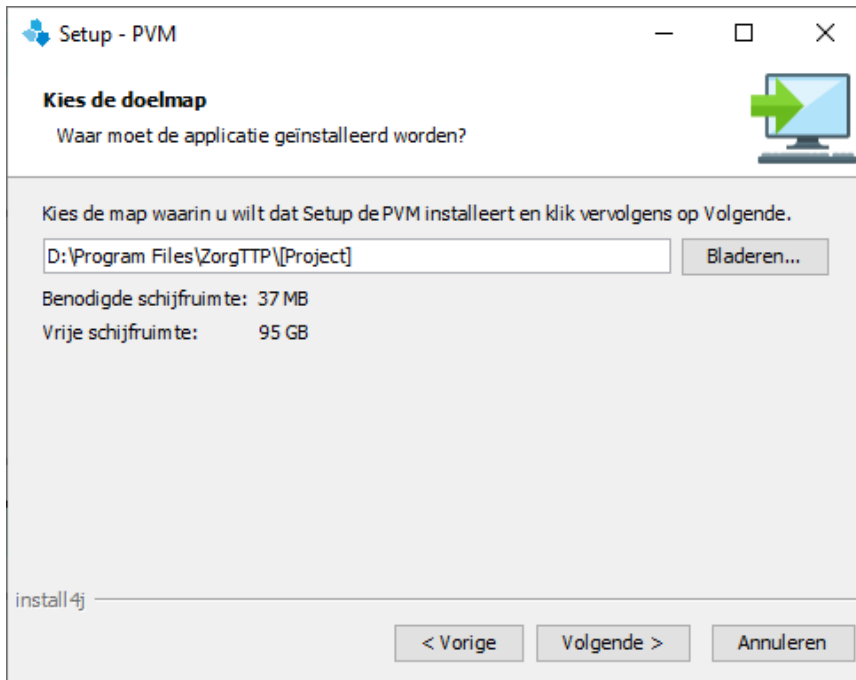 Setup - PVM
Kies de doelmap
Waar moet de applicatie geïnstalleerd worden?
Kies de map waarin u wilt dat Setup de PVM installeert en klik vervolgens op Volgende.
D:\Program Files\ZorgTTP\[Project]
Bladeren...
Benodigde schijfruimte: 37 MB
Vrije schijfruimte: 95 GB
install4j
< Vorige
Volgende >
Annuleren